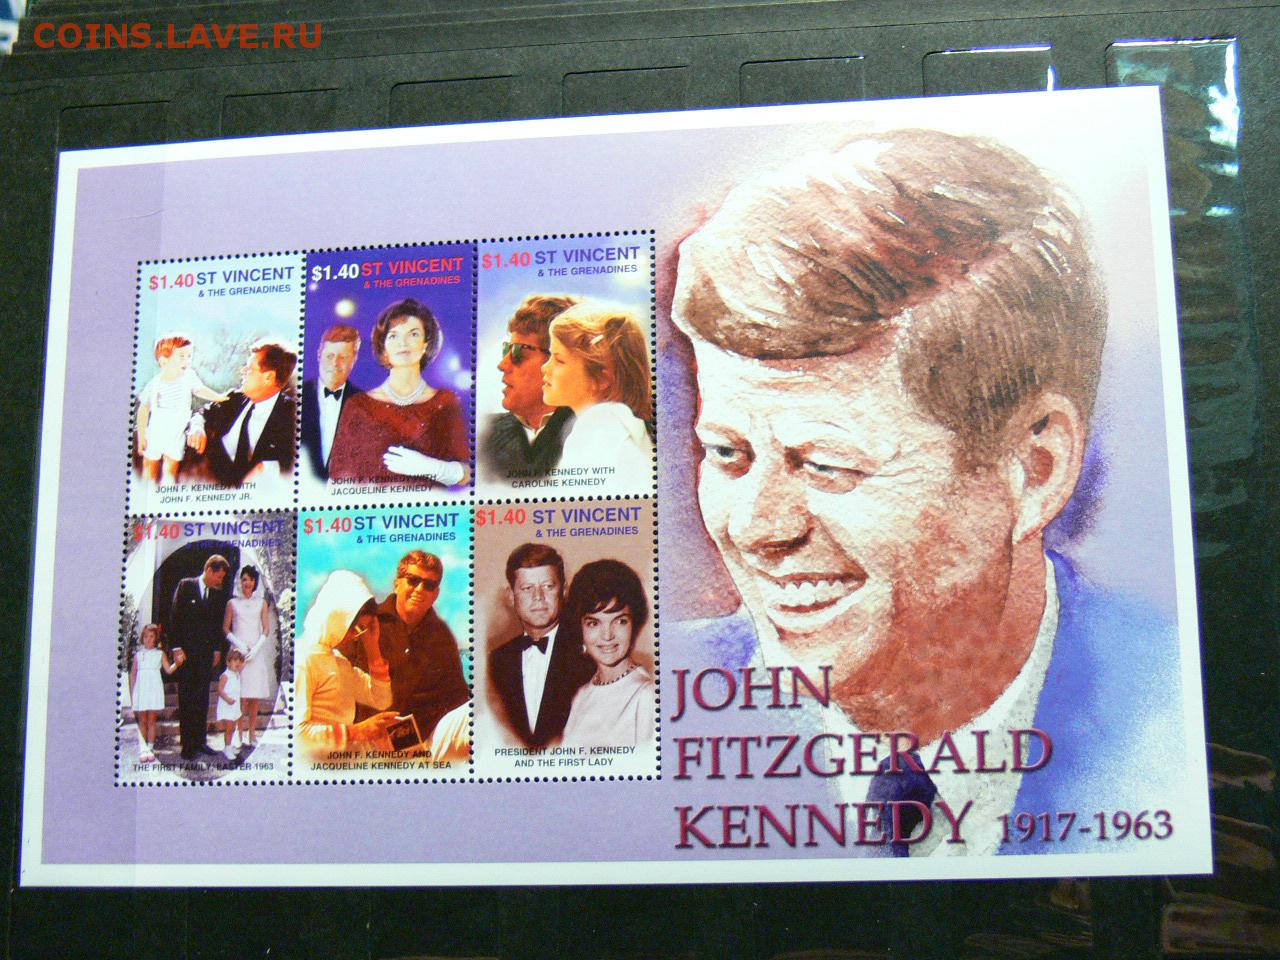 COINS.LAVE.RU
$1.40 ST VINCENT
& THE GRENADINES
JOHN F. KENNEDY WITH
JOHN F. KENNEDY JR.
$1.40 ST VINCENT
& THE GRENADINES
JOHN F. KENNEDY WITH
JACQUELINE KENNEDY
$1.40 ST VINCENT
& THE GRENADINES
JOHN F. KENNEDY WITH
CAROLINE KENNEDY
$1.40 ST VINCENT
& THE GRENADINES
THE FIRST FAMILY, EASTER 1963
$1.40 ST VINCENT
& THE GRENADINES
JOHN F. KENNEDY AND
JACQUELINE KENNEDY AT SEA
$1.40 ST VINCENT
& THE GRENADINES
PRESIDENT JOHN F. KENNEDY
AND THE FIRST LADY
JOHN
FITZGERALD
KENNEDY 1917-1963